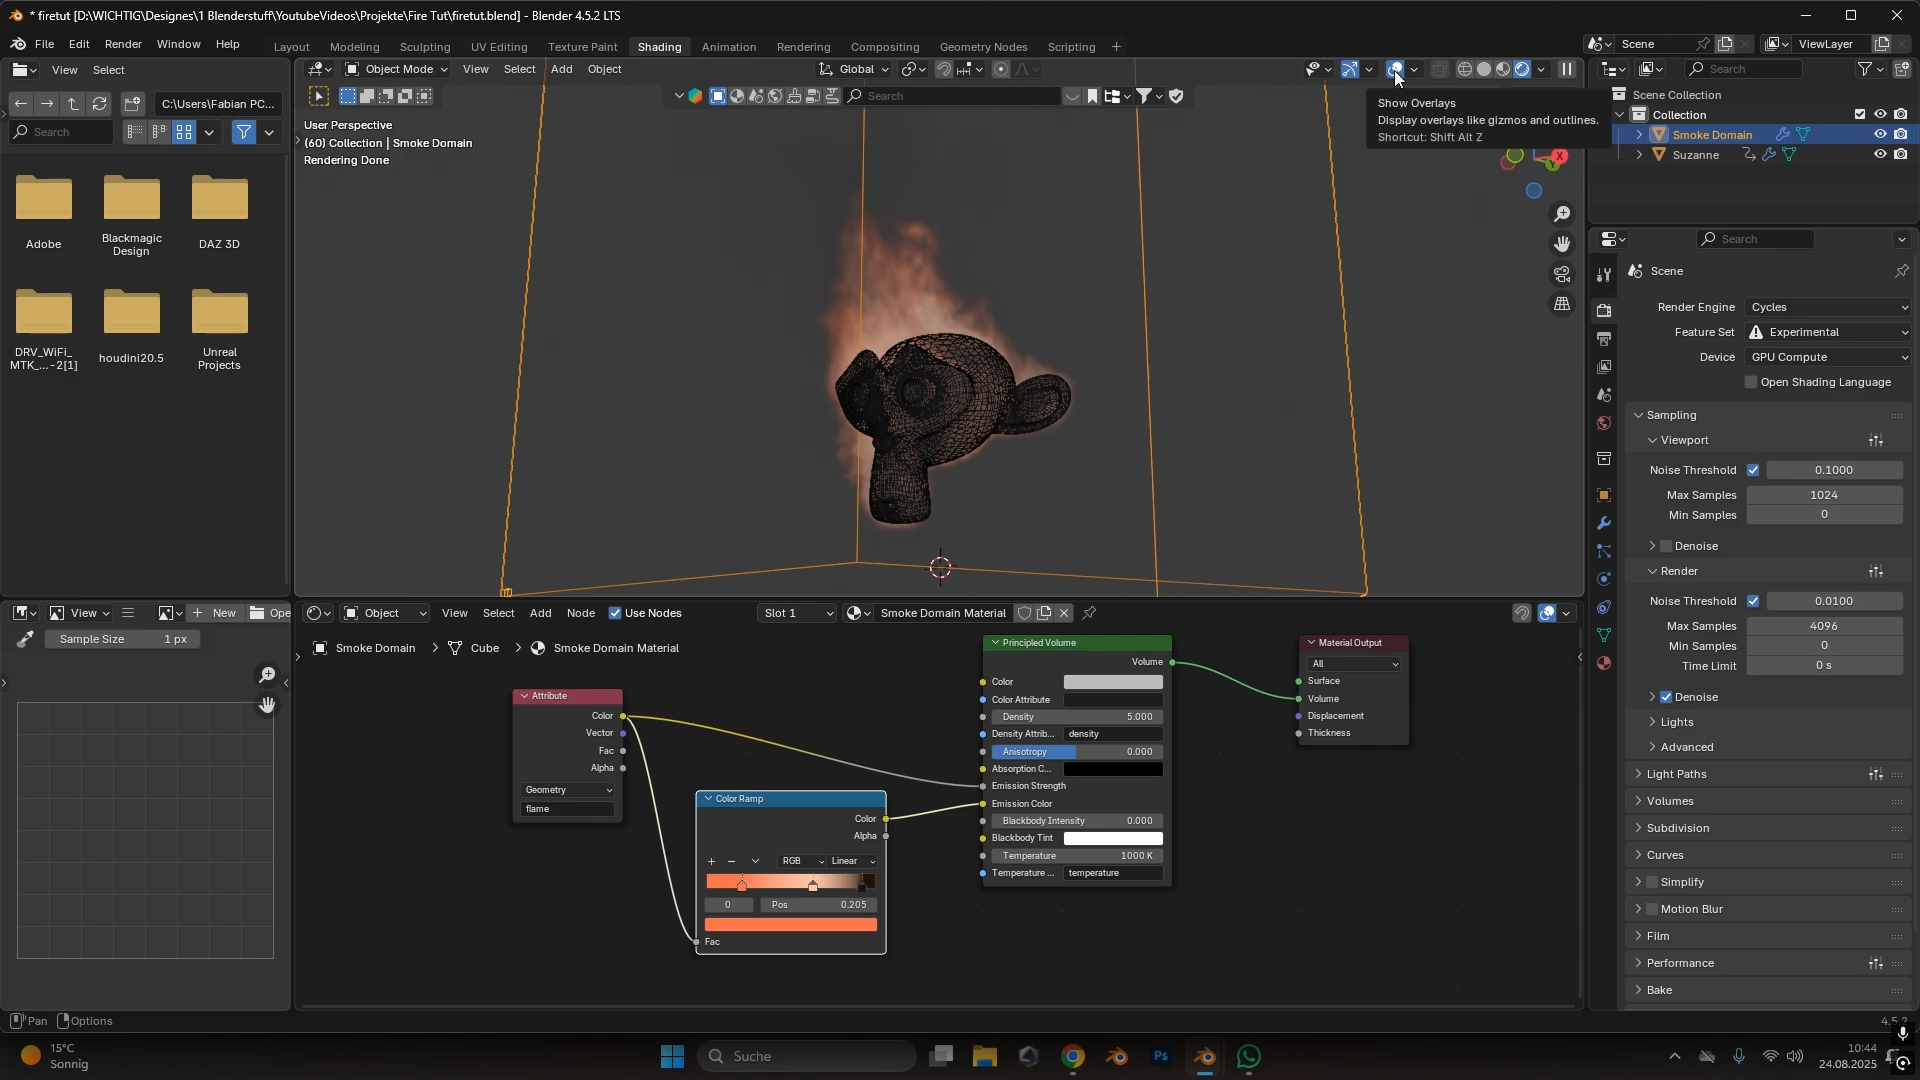 * firetut [D:\WICHTIG\Designes\1 Blenderstuff\YoutubeVideos\Projekte\Fire Tut\firetut.blend] - Blender 4.5.2 LTS
File Edit Render Window Help
Layout Modeling Sculpting UV Editing Texture Paint Shading Animation Rendering Compositing Geometry Nodes Scripting +
Scene
ViewLayer
View Select
Object Mode View Select Add Object
Global
Search
C:\Users\Fabian PC...
Search
Search
User Perspective
(60) Collection | Smoke Domain
Rendering Done
Show Overlays
Display overlays like gizmos and outlines.
Shortcut: Shift Alt Z
X
Y
Scene Collection
Collection
Smoke Domain
Suzanne
Adobe
Blackmagic
Design
DAZ 3D
DRV_WiFi_
MTK_...-2[1]
houdini20.5
Unreal
Projects
Search
Scene
Render Engine Cycles
Feature Set Experimental
Device GPU Compute
Open Shading Language
Sampling
Viewport
Noise Threshold 0.1000
Max Samples 1024
Min Samples 0
Denoise
Render
Noise Threshold 0.0100
Max Samples 4096
Min Samples 0
Time Limit 0 s
Denoise
Lights
Advanced
Light Paths
Volumes
Subdivision
Curves
Simplify
Motion Blur
Film
Performance
Bake
View
New
Ope
Sample Size 1 px
Object View Select Add Node Use Nodes
Slot 1
Smoke Domain Material
Smoke Domain > Cube > Smoke Domain Material
Attribute
Color
Vector
Fac
Alpha
Geometry
flame
Color Ramp
Color
Alpha
+ − RGB Linear
0 Pos 0.205
Fac
Principled Volume
Volume
Color
Color Attribute
Density 5.000
Density Attrib... density
Anisotropy 0.000
Absorption C...
Emission Strength
Emission Color
Blackbody Intensity 0.000
Blackbody Tint
Temperature 1000 K
Temperature ... temperature
Material Output
All
Surface
Volume
Displacement
Thickness
Pan
Options
15°C
Sonnig
Suche
Ps
10:44
24.08.2025